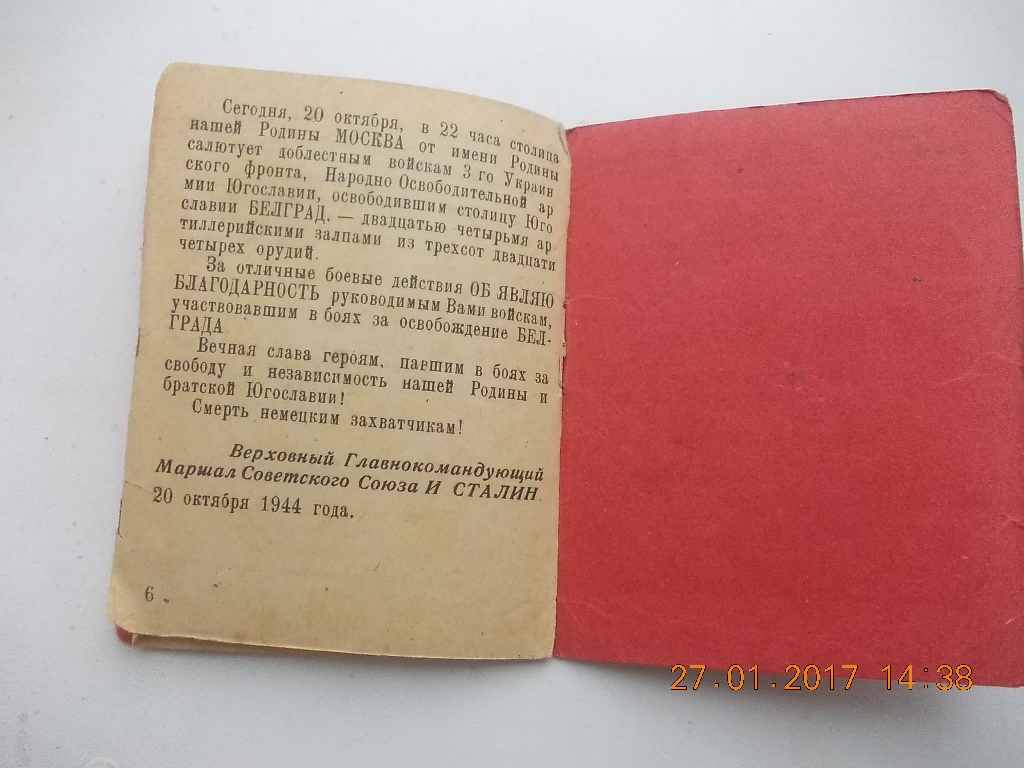 Сегодня, 20 октября, в 22 часа столица
нашей Родины МОСКВА от имени Родины
салютует доблестным войскам 3 го Украин
ского фронта, Народно Освободительной ар
мии Югославии, освободившим столицу Юго
славии БЕЛГРАД, — двадцатью четырьмя ар
тиллерийскими залпами из трехсот двадцати
четырех орудий.
За отличные боевые действия ОБ ЯВЛЯЮ
БЛАГОДАРНОСТЬ руководимым Вами войскам,
участвовавшим в боях за освобождение БЕЛ-
ГРАДА
Вечная слава героям, павшим в боях за
свободу и независимость нашей Родины и
братской Югославии!
Смерть немецким захватчикам!
Верховный Главнокомандующий
Маршал Советского Союза И СТАЛИН
20 октября 1944 года.
6
27.01.2017 14:38